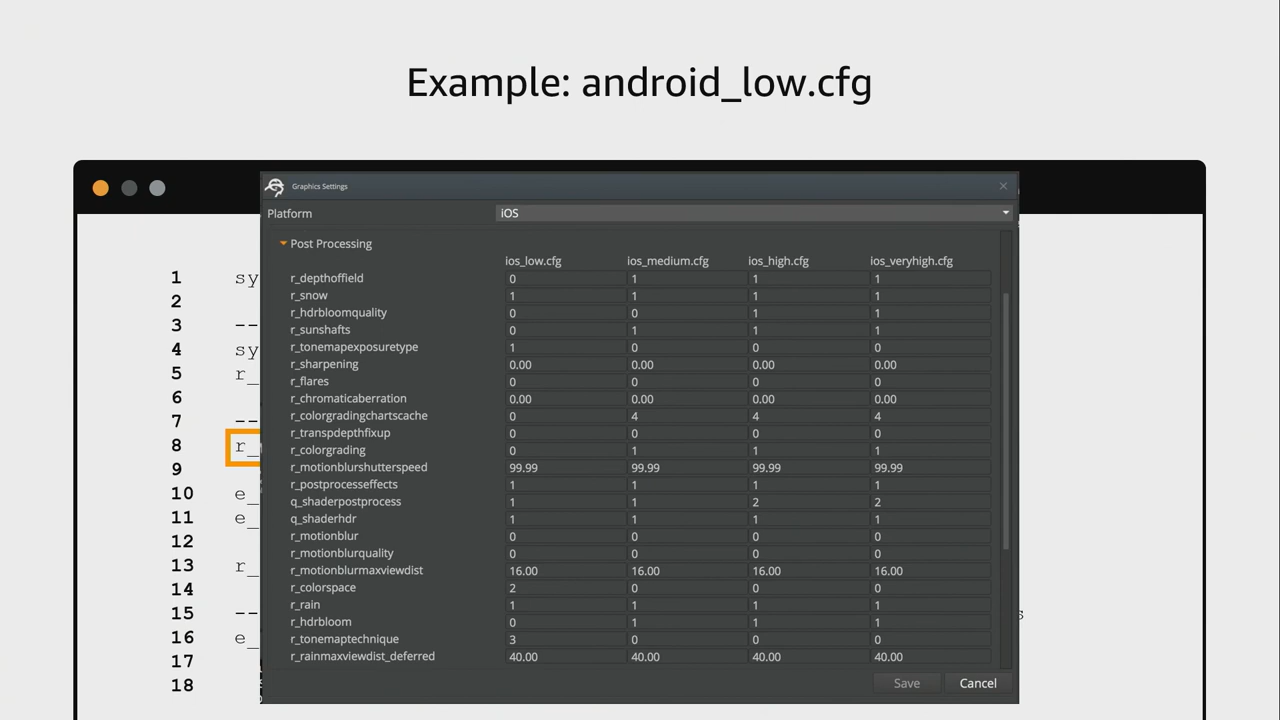 Example: android_low.cfg
Graphics Settings
Platform iOS
Post Processing
ios_low.cfg ios_medium.cfg ios_high.cfg ios_veryhigh.cfg
r_depthoffield 0 1 1 1
r_snow 1 1 1 1
r_hdrbloomquality 0 0 1 1
r_sunshafts 0 1 1 1
r_tonemapexposuretype 1 0 0 0
r_sharpening 0.00 0.00 0.00 0.00
r_flares 0 0 0 0
r_chromaticaberration 0.00 0.00 0.00 0.00
r_colorgradingchartscache 0 4 4 4
r_transpdepthfixup 0 0 0 0
r_colorgrading 0 1 1 1
r_motionblurshutterspeed 99.99 99.99 99.99 99.99
r_postprocesseffects 1 1 1 1
q_shaderpostprocess 1 1 2 2
q_shaderhdr 1 1 1 1
r_motionblur 0 0 0 0
r_motionblurquality 0 0 0 0
r_motionblurmaxviewdist 16.00 16.00 16.00 16.00
r_colorspace 2 0 0 0
r_rain 1 1 1 1
r_hdrbloom 0 1 1 1
r_tonemaptechnique 3 0 0 0
r_rainmaxviewdist_deferred 40.00 40.00 40.00 40.00
Save Cancel
1 sy
2
3 --
4 sy
5 r_
6
7 --
8 r_
9
10 e_
11 e_
12
13 r_
14
15 -- s
16 e_
17
18